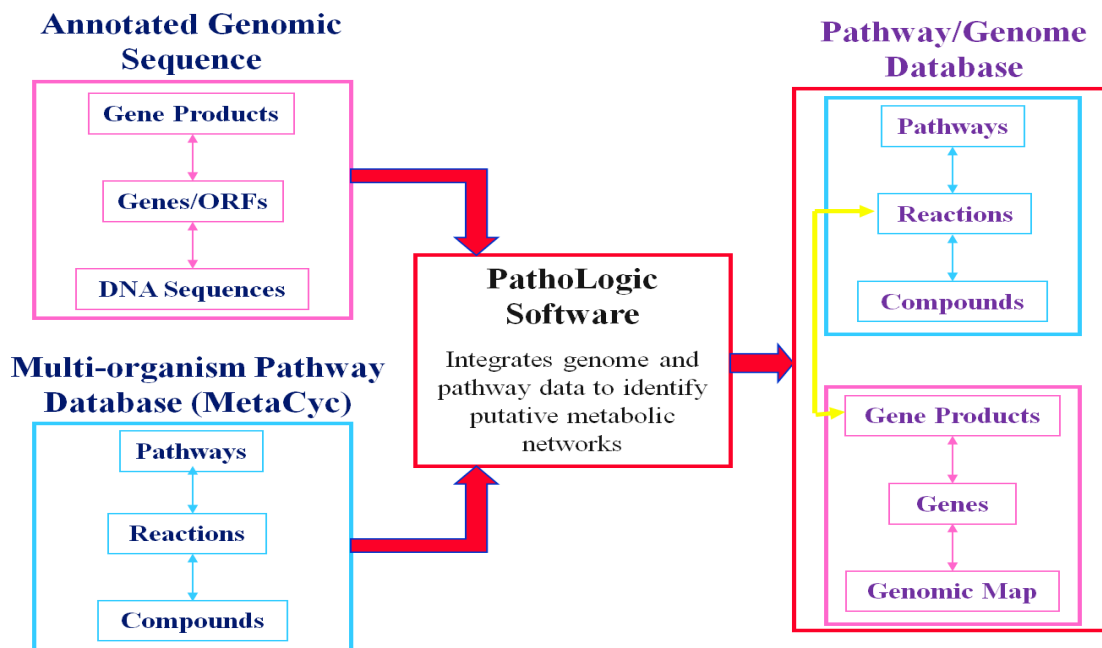 Annotated Genomic
Sequence
Gene Products
Genes/ORFs
DNA Sequences
Multi-organism Pathway
Database (MetaCyc)
Pathways
Reactions
Compounds
PathoLogic
Software
Integrates genome and
pathway data to identify
putative metabolic
networks
Pathway/Genome
Database
Pathways
Reactions
Compounds
Gene Products
Genes
Genomic Map